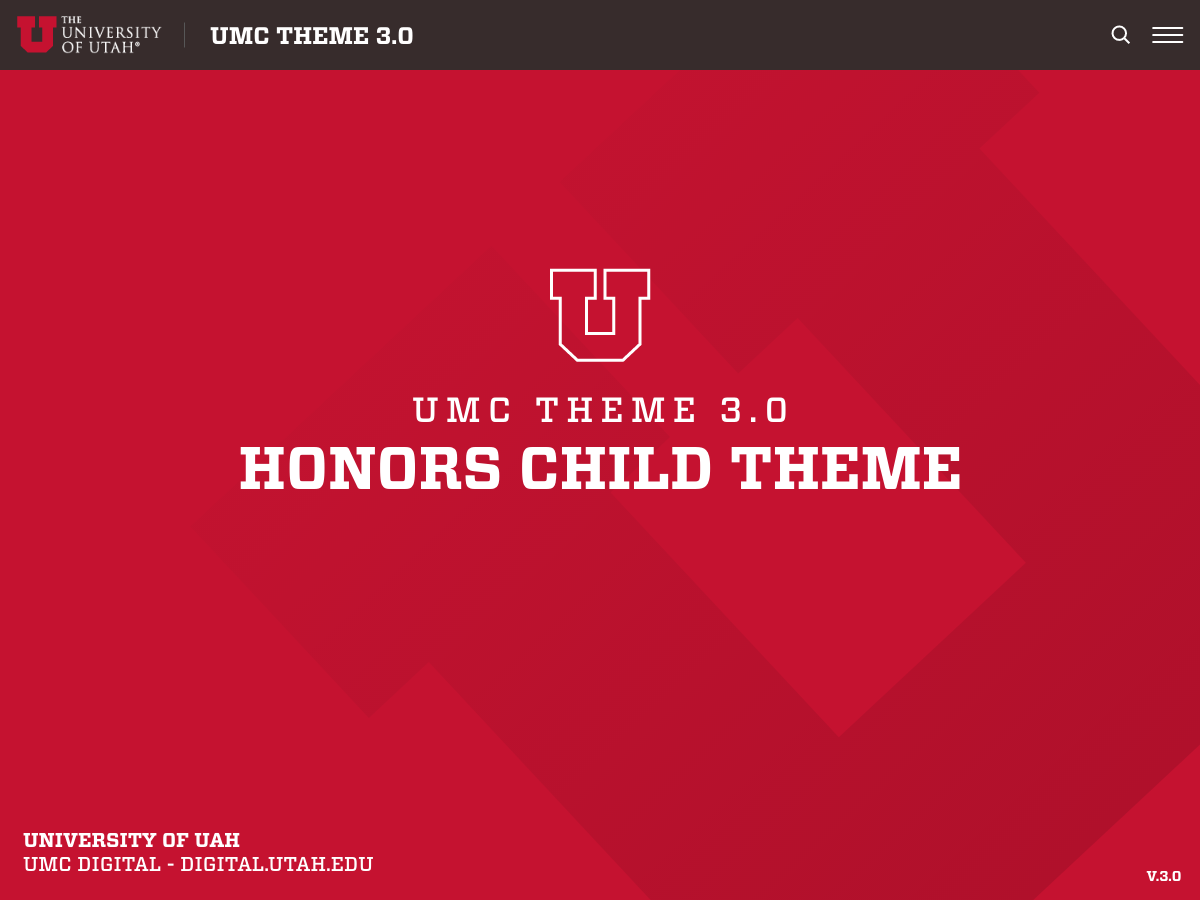 THE
UNIVERSITY
OF UTAH®
UMC THEME 3.0
UMC THEME 3.0
HONORS CHILD THEME
UNIVERSITY OF UAH
UMC DIGITAL - DIGITAL.UTAH.EDU
V.3.0